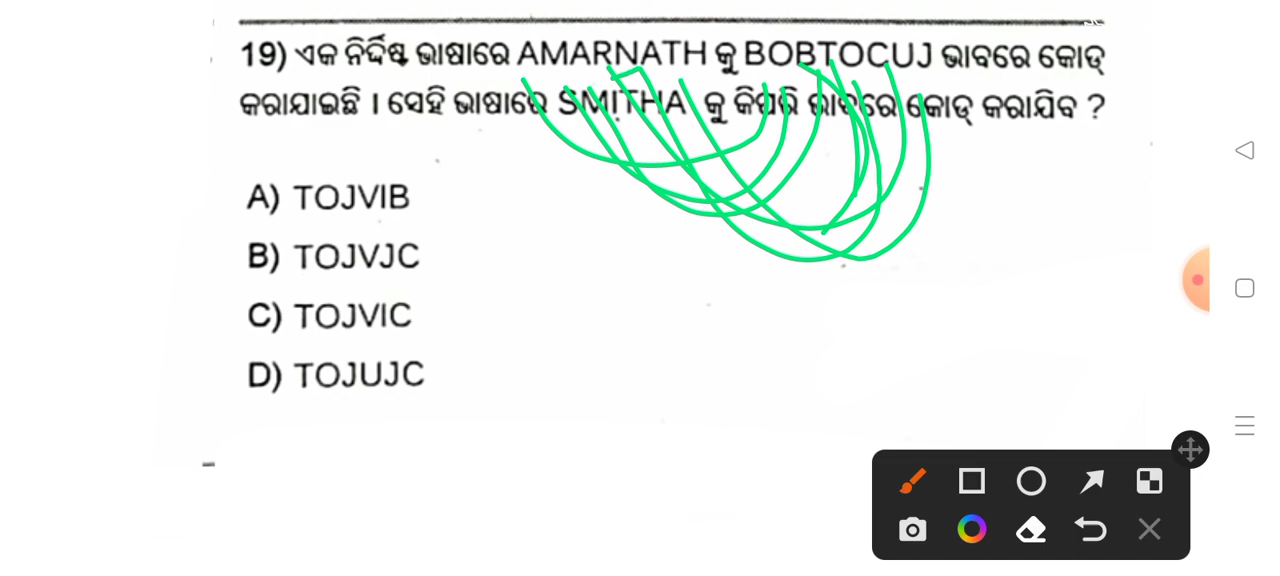 19) ଏକ ନିର୍ଦ୍ଦିଷ୍ଟ ଭାଷାରେ AMARNATH କୁ BOBTOCUJ ଭାବରେ କୋଡ୍
କରାଯାଇଛି । ସେହି ଭାଷାରେ SMITHA କୁ କିପରି ଭାବରେ କୋଡ୍ କରାଯିବ ?
A) TOJVIB
B) TOJVJC
C) TOJVIC
D) TOJUJC